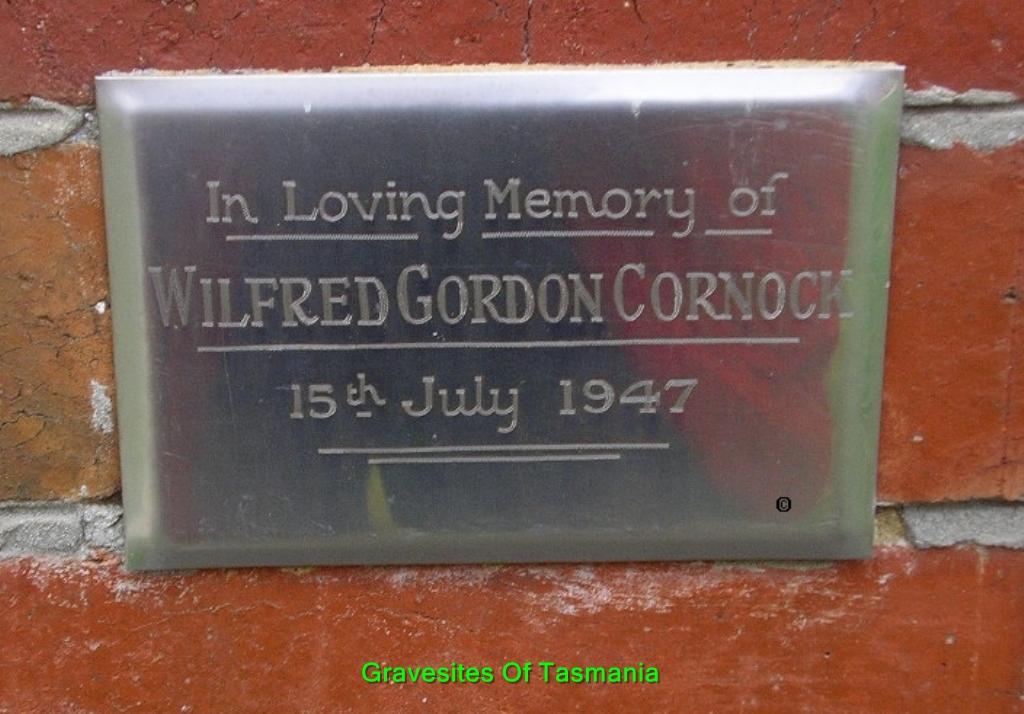 In Loving Memory of
WILFRED GORDON CORNOCK
15th July 1947
©
Gravesites Of Tasmania